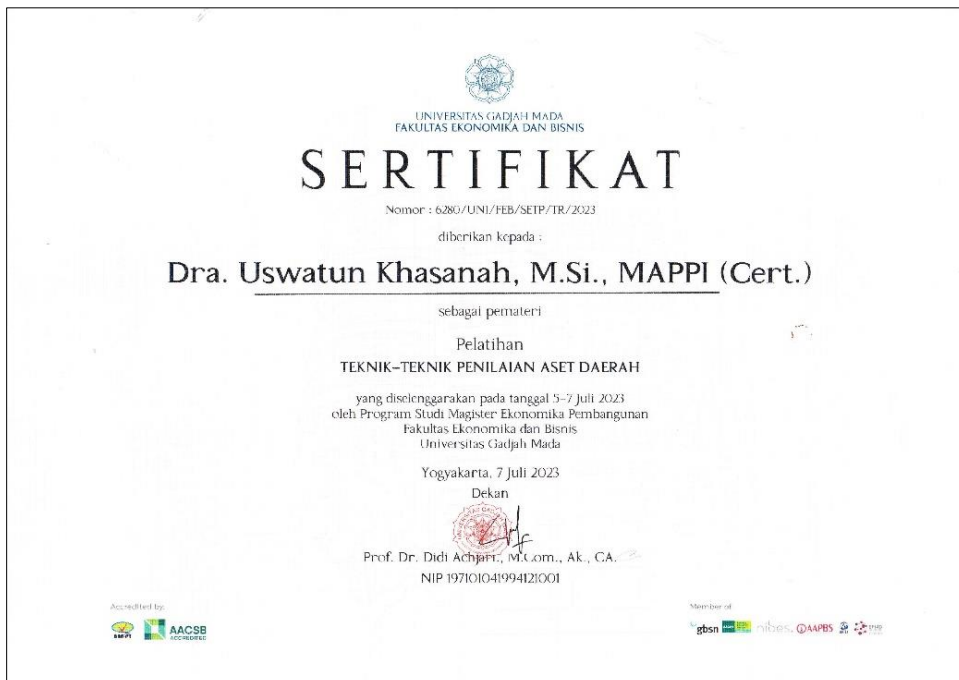 UNIVERSITAS GADJAH MADA
FAKULTAS EKONOMIKA DAN BISNIS
SERTIFIKAT
Nomor : 6280/UN1/FEB/SETP/TR/2023
diberikan kepada :
Dra. Uswatun Khasanah, M.Si., MAPPI (Cert.)
sebagai pemateri
Pelatihan
TEKNIK-TEKNIK PENILAIAN ASET DAERAH
yang diselenggarakan pada tanggal 5-7 Juli 2023
oleh Program Studi Magister Ekonomika Pembangunan
Fakultas Ekonomika dan Bisnis
Universitas Gadjah Mada
Yogyakarta, 7 Juli 2023
Dekan
Prof. Dr. Didi Achjari, M.Com., Ak., CA.
NIP 197101041994121001
Accredited by:
AACSB
ACCREDITED
Member of
gbsn
AAPBS